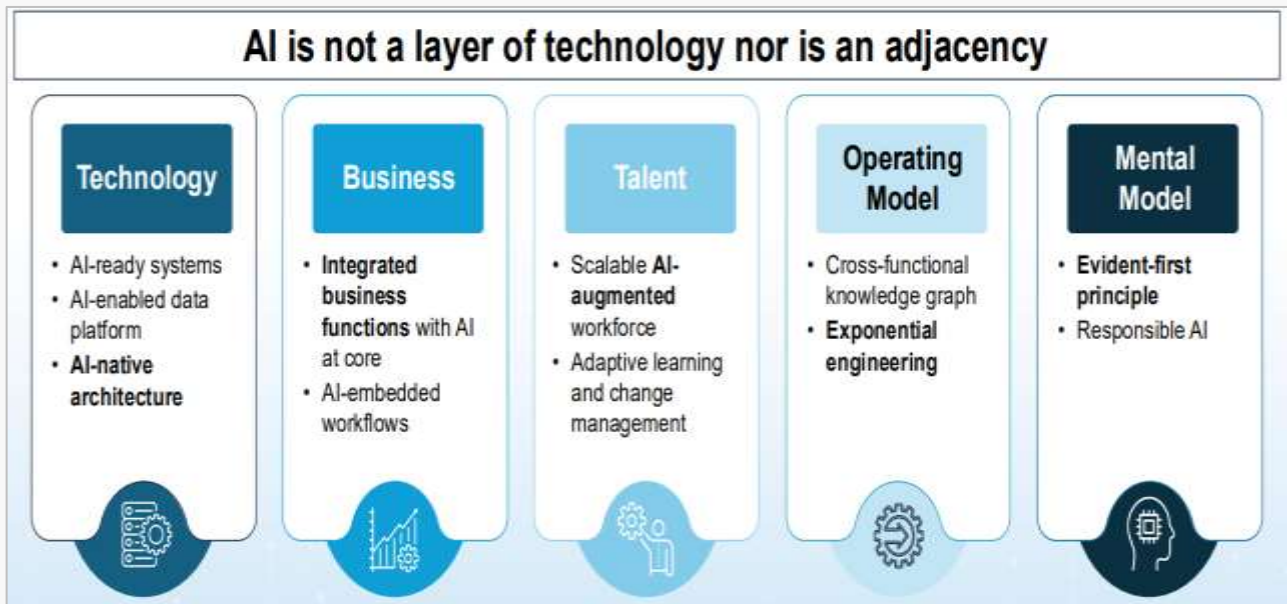 AI is not a layer of technology nor is an adjacency
Technology
• AI-ready systems
• AI-enabled data
platform
• AI-native
architecture
Business
• Integrated
business
functions with AI
at core
• AI-embedded
workflows
Talent
• Scalable AI-
augmented
workforce
• Adaptive learning
and change
management
Operating
Model
• Cross-functional
knowledge graph
• Exponential
engineering
Mental
Model
• Evident-first
principle
• Responsible AI